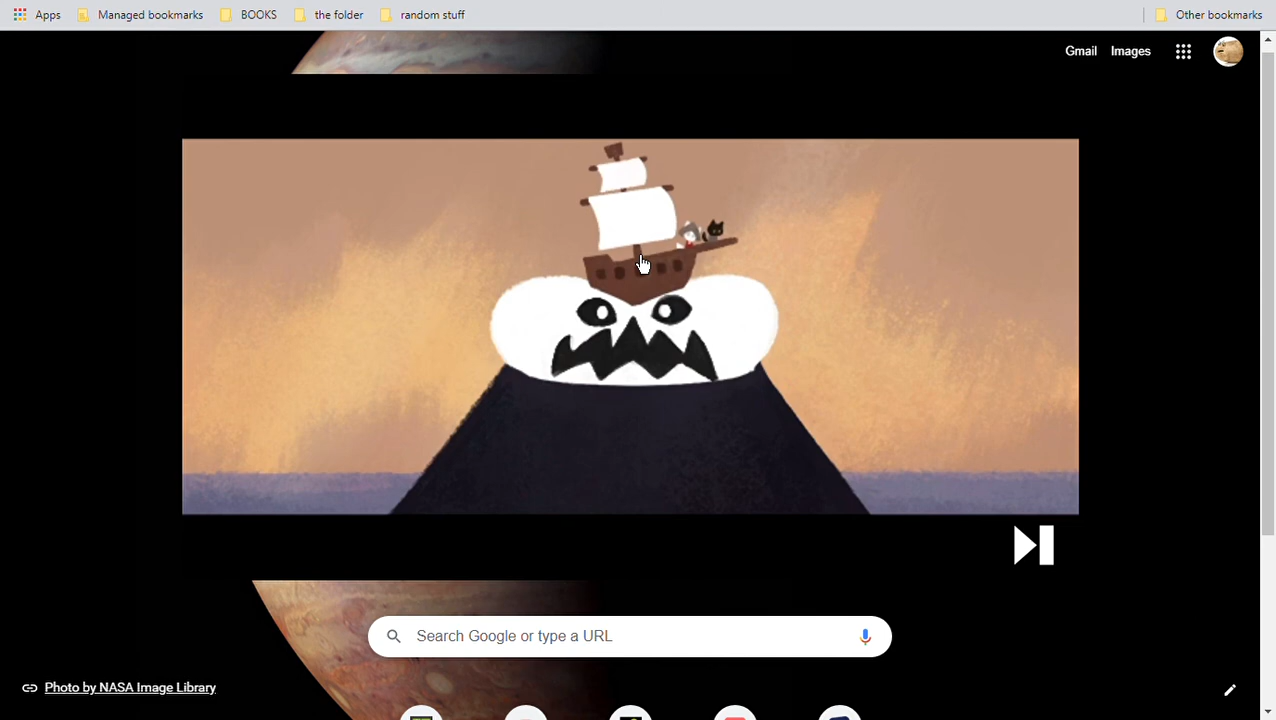 Apps Managed bookmarks BOOKS the folder random stuff Other bookmarks
Gmail Images
Search Google or type a URL
Photo by NASA Image Library